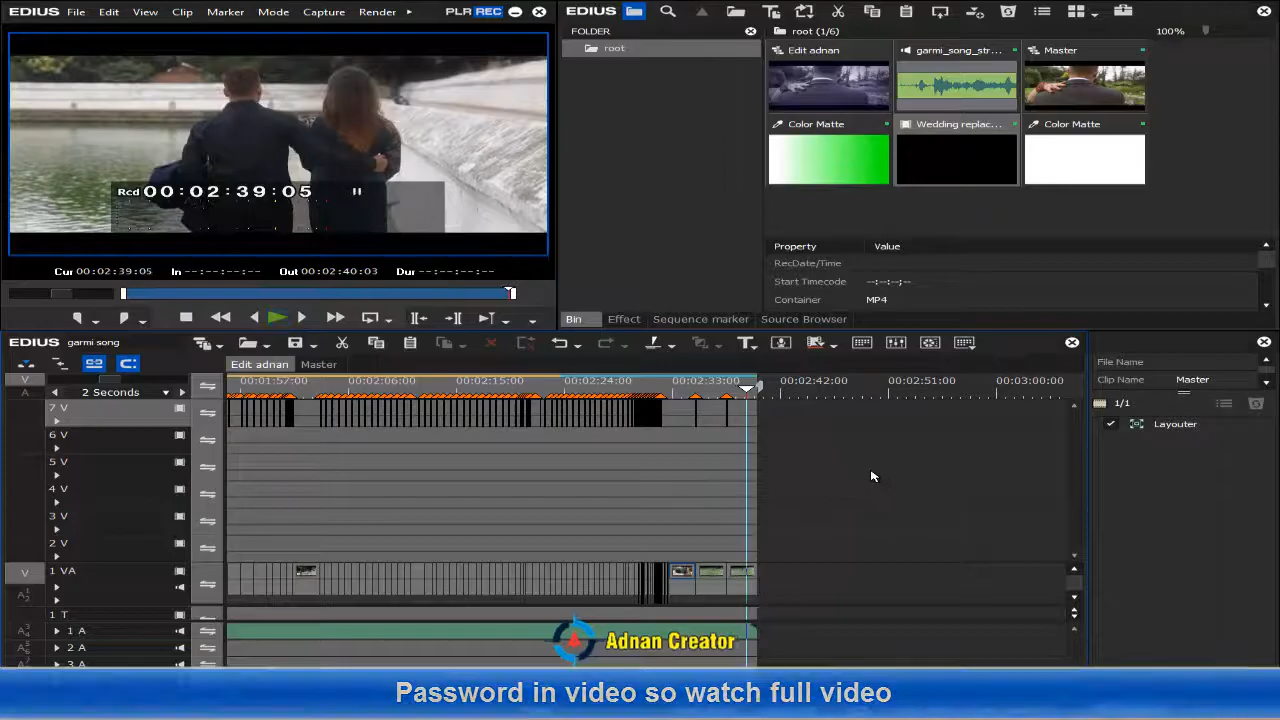 EDIUS File Edit View Clip Marker Mode Capture Render PLR REC
Rcd 00:02:39:05
Cur 00:02:39:05 In --:--:--:-- Out 00:02:40:03 Dur --:--:--:--
EDIUS
FOLDER
root
root (1/6) 100%
Edit adnan garmi_song_str... Master
Color Matte Wedding replac... Color Matte
Property Value
RecDate/Time
Start Timecode --:--:--;--
Container MP4
Bin Effect Sequence marker Source Browser
EDIUS garmi song
Edit adnan Master
2 Seconds
00:01:57:00 00:02:06:00 00:02:15:00 00:02:24:00 00:02:33:00 00:02:42:00 00:02:51:00 00:03:00:00
V
A
7 V
6 V
5 V
4 V
3 V
2 V
V 1 VA
1 T
1 A
2 A
3 A
File Name
Clip Name Master
1/1
Layouter
Adnan Creator
Password in video so watch full video